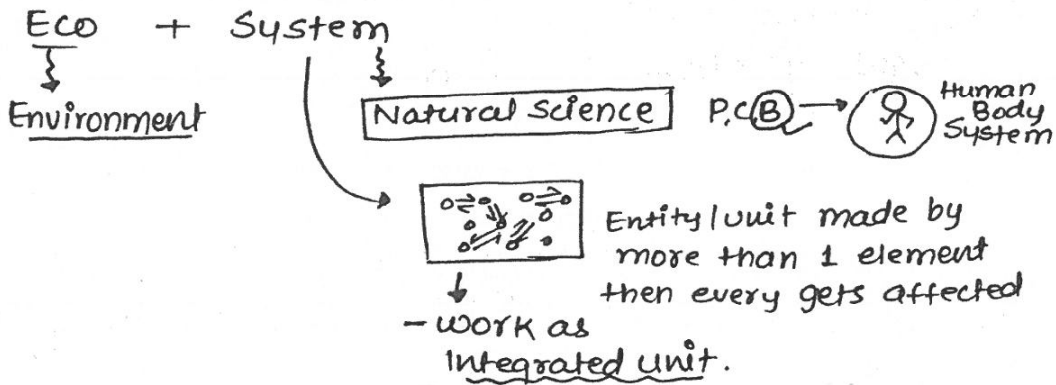 Eco + System
Environment
Natural Science
P.C.B
Human
Body
System
Entity/unit made by
more than 1 element
then every gets affected
- work as
Integrated unit.